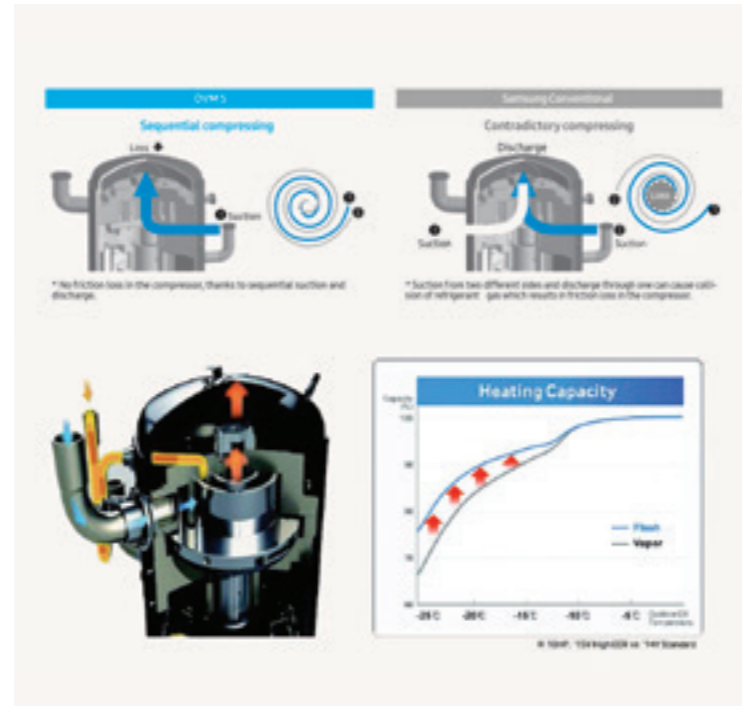 DVM S
Samsung Conventional
Sequential compressing
Contradictory compressing
Loss
Discharge
Suction
Suction
Suction
Loss
* No friction loss in the compressor, thanks to sequential suction and
discharge.
* Suction from two different sides and discharge through one can cause colli-
sion of refrigerant gas which results in friction loss in the compressor.
Heating Capacity
Capacity
(%)
100
90
80
70
60
Flash
Vapor
-25℃ -20℃ -15℃ -10℃ -5℃
Temperature